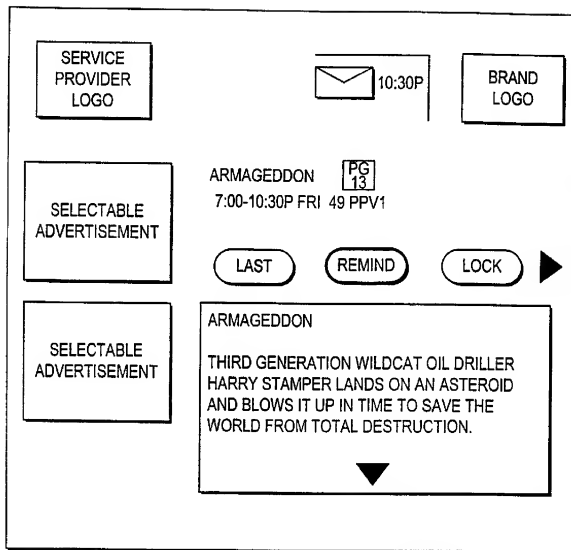 SERVICE
PROVIDER
LOGO
10:30P
BRAND
LOGO
SELECTABLE
ADVERTISEMENT
ARMAGEDDON PG
13
7:00-10:30P FRI 49 PPV1
LAST REMIND LOCK
SELECTABLE
ADVERTISEMENT
ARMAGEDDON
THIRD GENERATION WILDCAT OIL DRILLER
HARRY STAMPER LANDS ON AN ASTEROID
AND BLOWS IT UP IN TIME TO SAVE THE
WORLD FROM TOTAL DESTRUCTION.